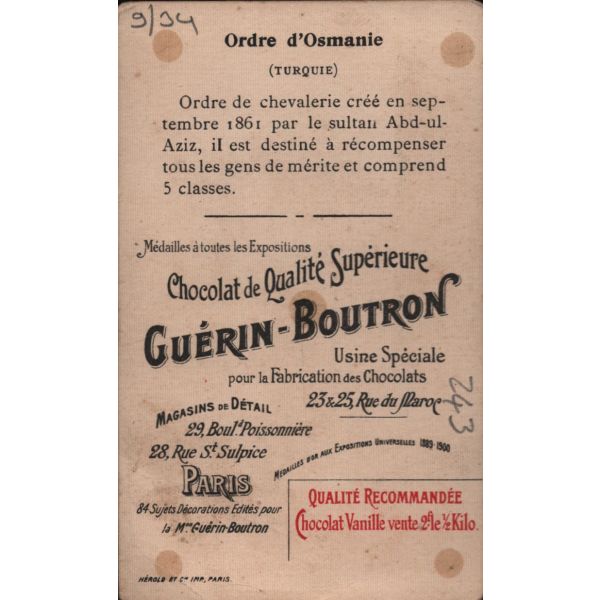 9/94
Ordre d'Osmanie
(TURQUIE)
Ordre de chevalerie créé en sep-
tembre 1861 par le sultan Abd-ul-
Aziz, il est destiné à récompenser
tous les gens de mérite et comprend
5 classes.
Médailles à toutes les Expositions
Chocolat de Qualité Supérieure
GUÉRIN-BOUTRON
Usine Spéciale
pour la Fabrication des Chocolats
23 & 25, Rue du Maroc
243
MAGASINS DE DÉTAIL
29, Boul.d Poissonnière
28, Rue St Sulpice
PARIS
MÉDAILLES D'OR AUX EXPOSITIONS UNIVERSELLES 1889-1900
84 Sujets Décorations Edités pour
la Mon Guérin-Boutron
QUALITÉ RECOMMANDÉE
Chocolat Vanille vente 2f le ½ Kilo.
HÉROLD ET Cie IMP, PARIS.